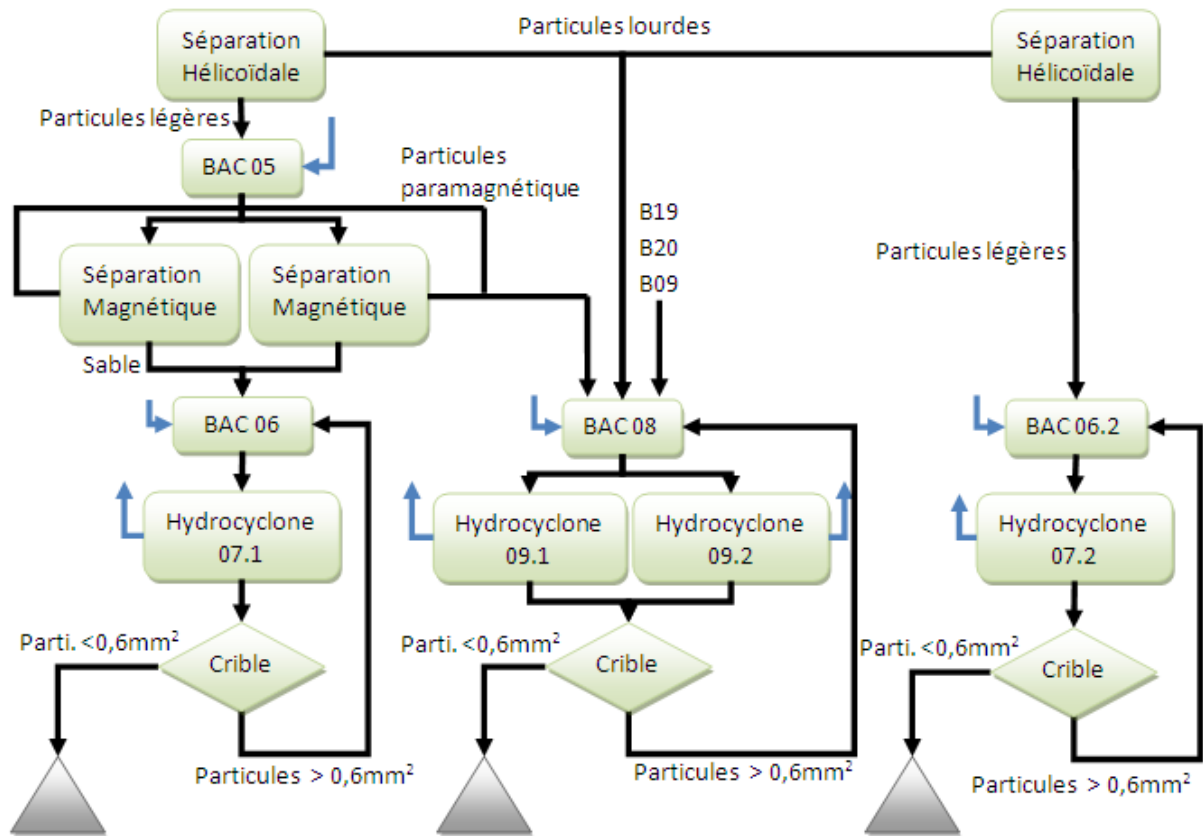 Séparation
Hélicoïdale
Particules lourdes
Séparation
Hélicoïdale
Particules légères
BAC 05
Particules
paramagnétique
B19
B20
B09
Particules légères
Séparation
Magnétique
Séparation
Magnétique
Sable
BAC 06
BAC 08
BAC 06.2
Hydrocyclone
07.1
Hydrocyclone
09.1
Hydrocyclone
09.2
Hydrocyclone
07.2
Parti. <0,6mm²
Crible
Parti. <0,6mm²
Crible
Parti. <0,6mm²
Crible
Particules > 0,6mm²
Particules > 0,6mm²
Particules > 0,6mm²